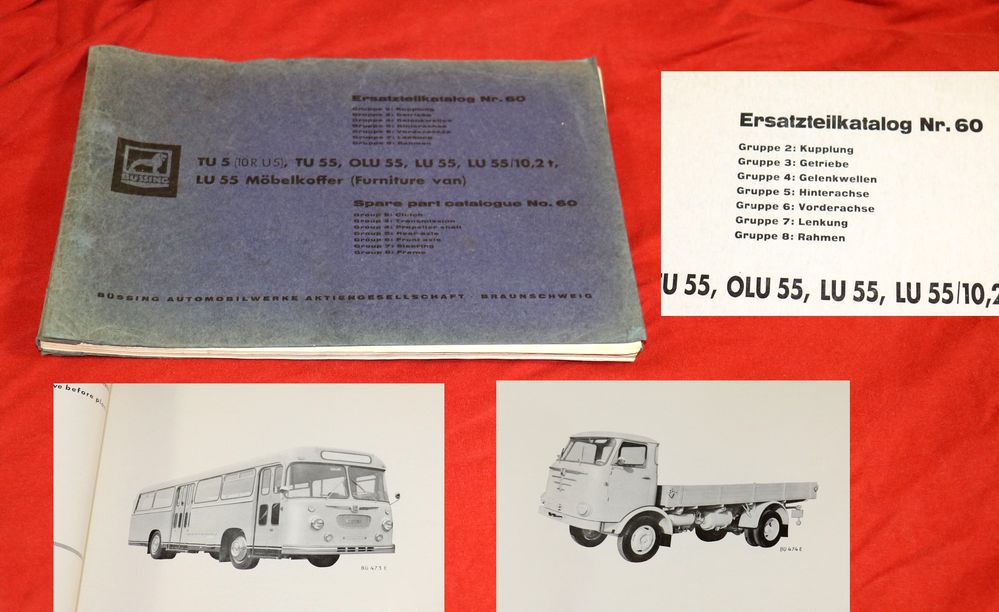 Ersatzteilkatalog Nr. 60
Gruppe 2: Kupplung
Gruppe 3: Getriebe
Gruppe 4: Gelenkwellen
Gruppe 5: Hinterachse
Gruppe 6: Vorderachse
Gruppe 7: Lenkung
Gruppe 8: Rahmen
BÜSSING
TU 5 (10 R U 5), TU 55, OLU 55, LU 55, LU 55/10,2 t,
LU 55 Möbelkoffer (Furniture van)
Spare part catalogue No. 60
Group 2: Clutch
Group 3: Transmission
Group 4: Propeller shaft
Group 5: Rear axle
Group 6: Front axle
Group 7: Steering
Group 8: Frame
BÜSSING AUTOMOBILWERKE AKTIENGESELLSCHAFT · BRAUNSCHWEIG
Ersatzteilkatalog Nr. 60
Gruppe 2: Kupplung
Gruppe 3: Getriebe
Gruppe 4: Gelenkwellen
Gruppe 5: Hinterachse
Gruppe 6: Vorderachse
Gruppe 7: Lenkung
Gruppe 8: Rahmen
TU 55, OLU 55, LU 55, LU 55/10,2
ve before
BÜ 473 E
BÜ 474 E